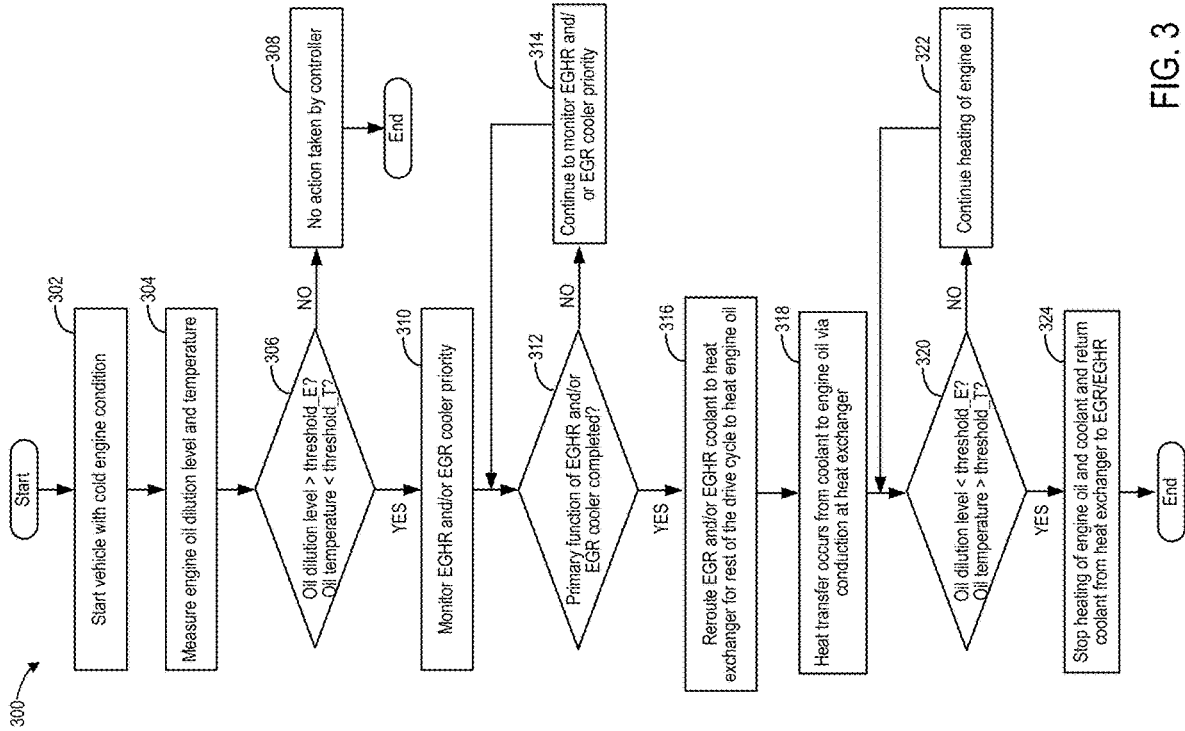 300
Start
302
Start vehicle with cold engine condition
304
Measure engine oil dilution level and temperature
306
Oil dilution level > threshold_E?
Oil temperature < threshold_T?
NO
308
No action taken by controller
End
YES
310
Monitor EGHR and/or EGR cooler priority
312
Primary function of EGHR and/or
EGR cooler completed?
NO
314
Continue to monitor EGHR and/
or EGR cooler priority
YES
316
Reroute EGR and/or EGHR coolant to heat
exchanger for rest of the drive cycle to heat engine oil
318
Heat transfer occurs from coolant to engine oil via
conduction at heat exchanger
320
Oil dilution level < threshold_E?
Oil temperature > threshold_T?
NO
322
Continue heating of engine oil
YES
324
Stop heating of engine oil and coolant and return
coolant from heat exchanger to EGR/EGHR
End
FIG. 3